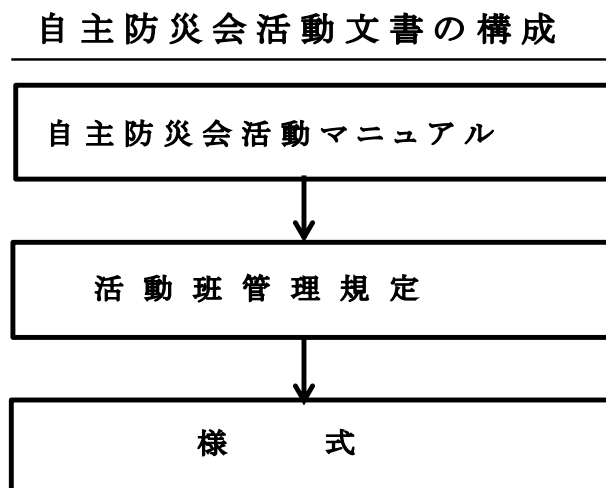 自主防災会活動文書の構成
自主防災会活動マニュアル
活動班管理規定
様式